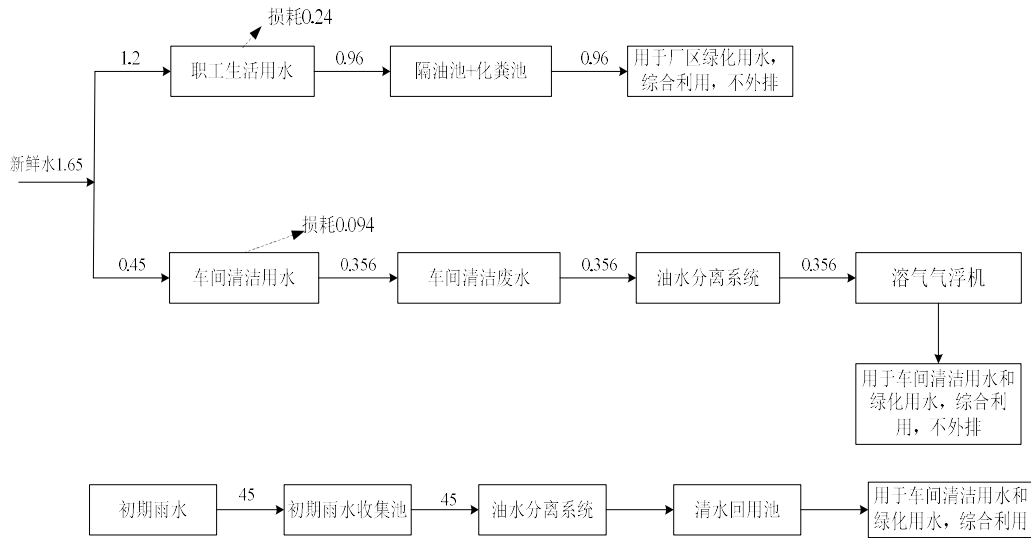 损耗0.24
1.2
职工生活用水
0.96
隔油池+化粪池
0.96
用于厂区绿化用水，
综合利用，不外排
新鲜水1.65
损耗0.094
0.45
车间清洁用水
0.356
车间清洁废水
0.356
油水分离系统
0.356
溶气气浮机
用于车间清洁用水和
绿化用水，综合利
用，不外排
初期雨水
45
初期雨水收集池
45
油水分离系统
清水回用池
用于车间清洁用水和
绿化用水，综合利用